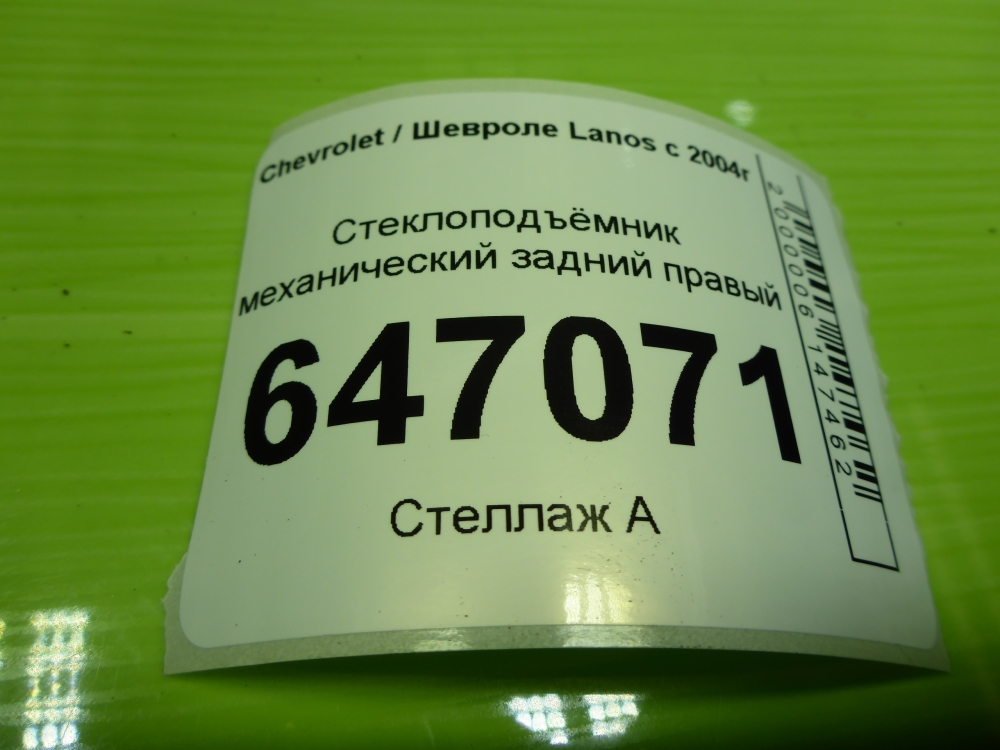 Chevrolet / Шевроле Lanos с 2004г
Стеклоподъёмник
механический задний правый
647071
Стеллаж А
2000006147462